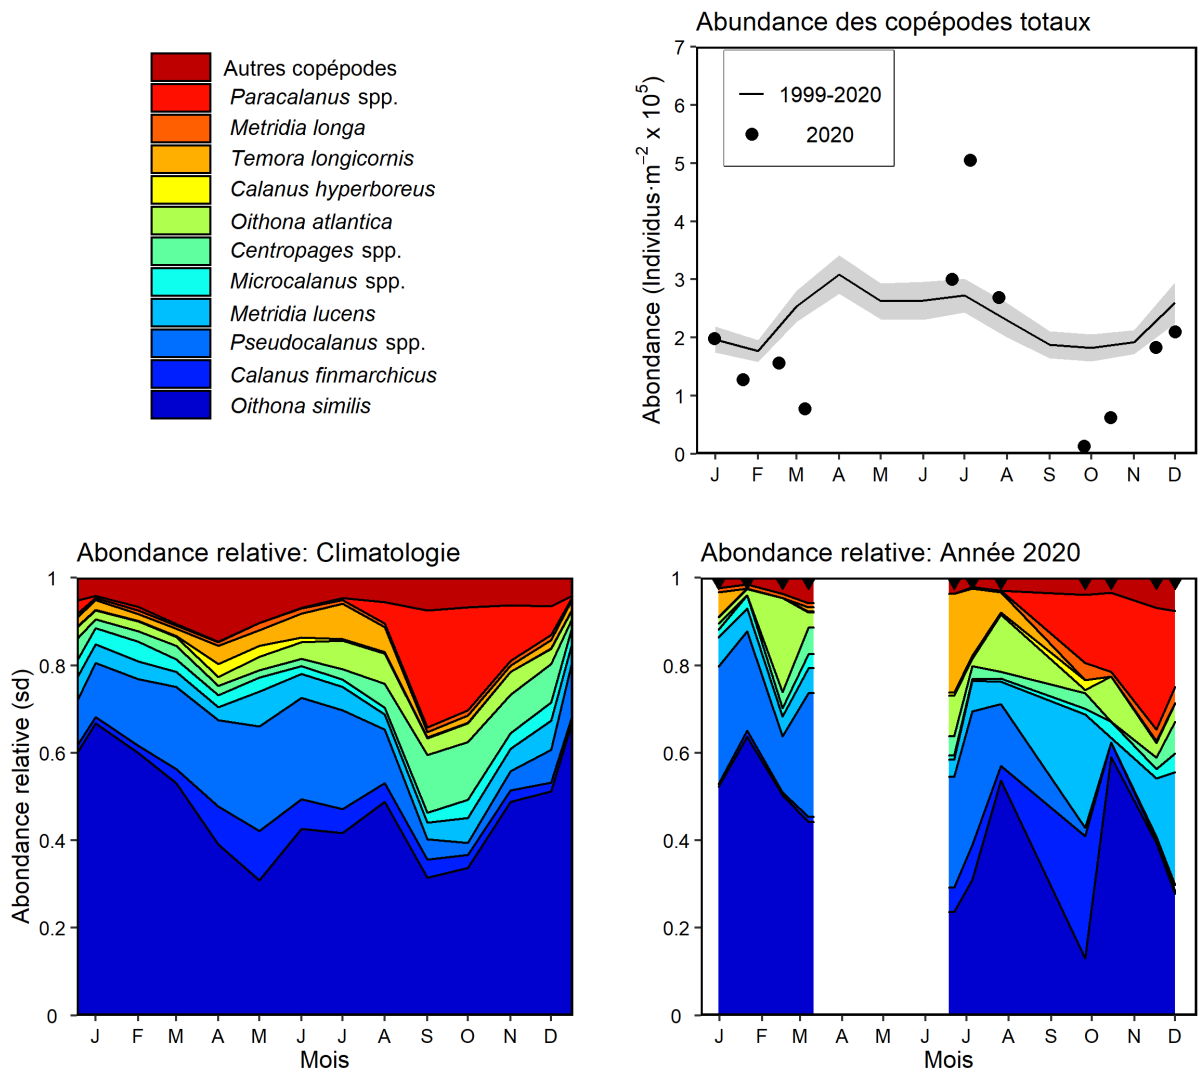 Autres copépodes
Paracalanus spp.
Metridia longa
Temora longicornis
Calanus hyperboreus
Oithona atlantica
Centropages spp.
Microcalanus spp.
Metridia lucens
Pseudocalanus spp.
Calanus finmarchicus
Oithona similis
Abundance des copépodes totaux
Abondance (Individus·m⁻² x 10⁵)
7
6
5
4
3
2
1
0
1999-2020
2020
J F M A M J J A S O N D
Abondance relative: Climatologie
Abondance relative (sd)
1
0.8
0.6
0.4
0.2
0
J F M A M J J A S O N D
Mois
Abondance relative: Année 2020
1
0.8
0.6
0.4
0.2
0
J F M A M J J A S O N D
Mois